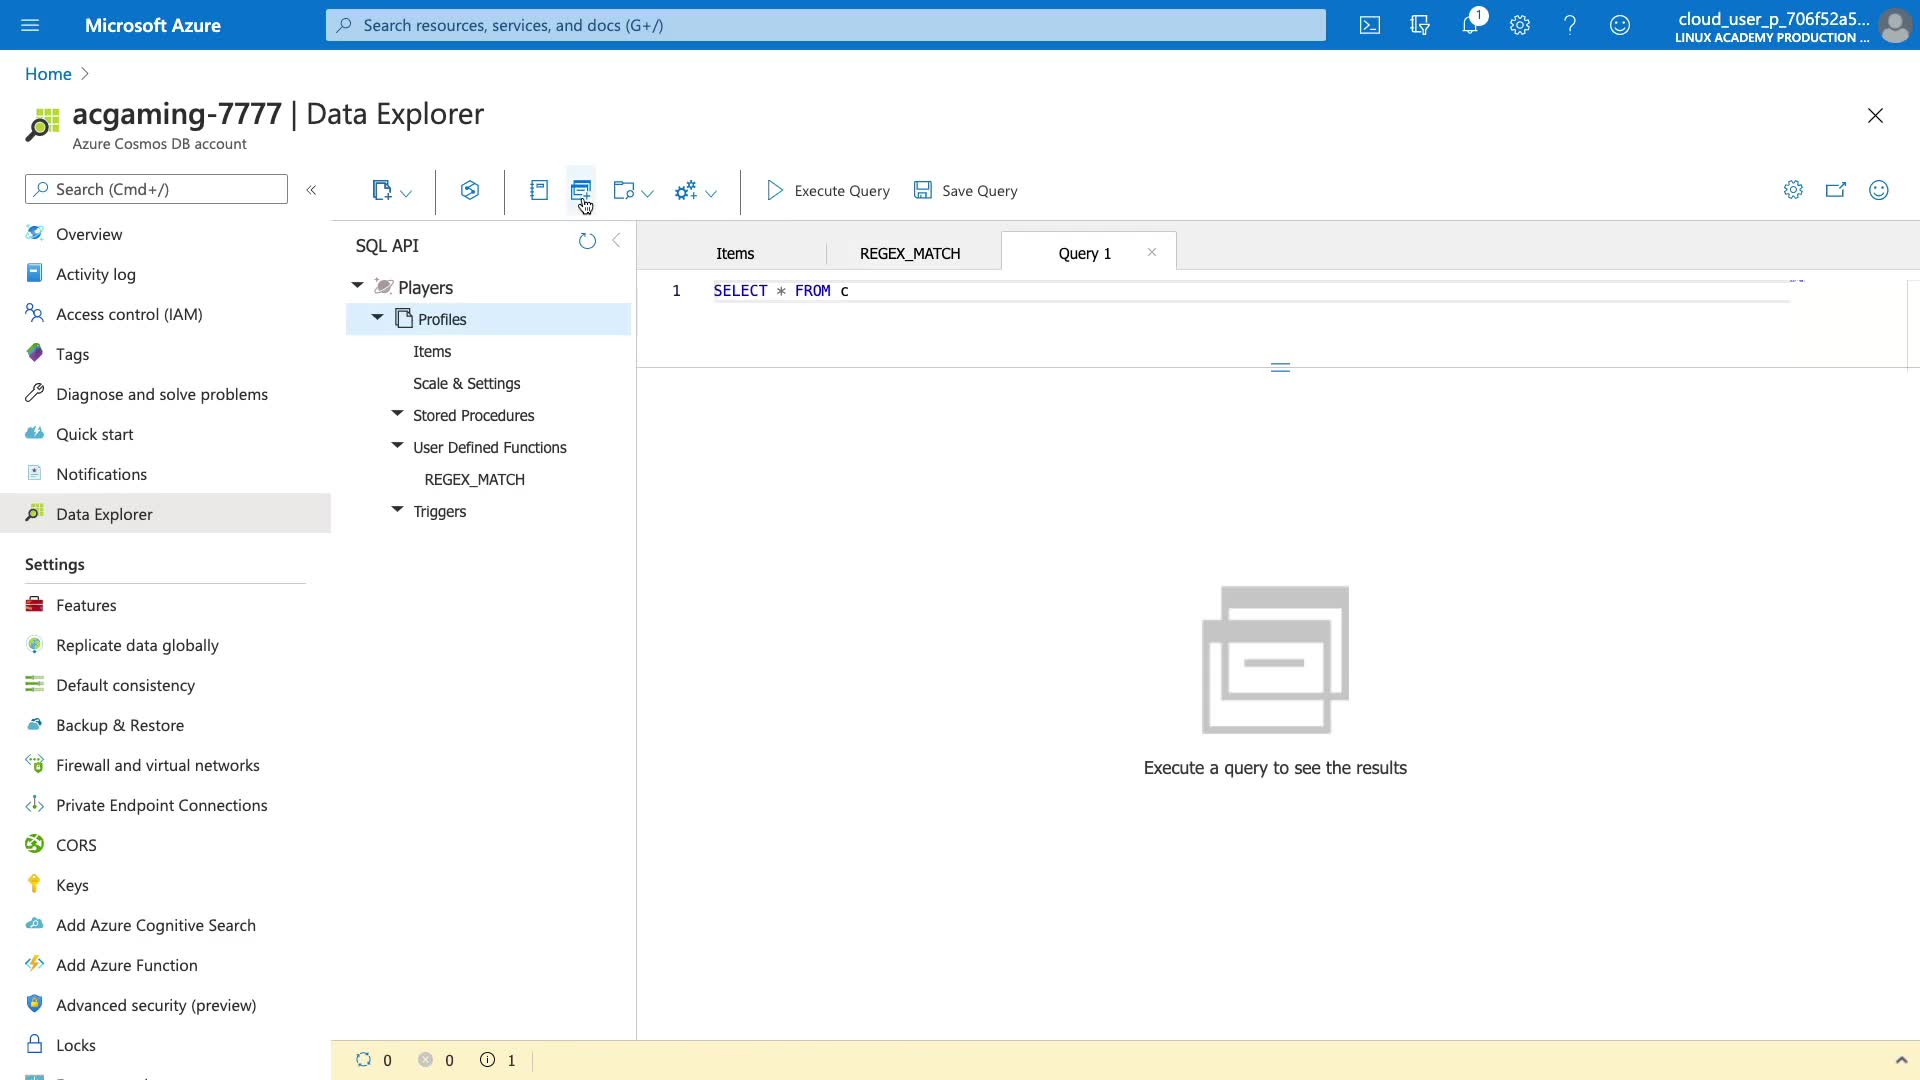 Microsoft Azure
Search resources, services, and docs (G+/)
1
cloud_user_p_706f52a5...
LINUX ACADEMY PRODUCTION ...
Home
acgaming-7777 | Data Explorer
Azure Cosmos DB account
Search (Cmd+/)
«
Execute Query
Save Query
Overview
Activity log
Access control (IAM)
Tags
Diagnose and solve problems
Quick start
Notifications
Data Explorer
Settings
Features
Replicate data globally
Default consistency
Backup & Restore
Firewall and virtual networks
Private Endpoint Connections
CORS
Keys
Add Azure Cognitive Search
Add Azure Function
Advanced security (preview)
Locks
SQL API
Players
Profiles
Items
Scale & Settings
Stored Procedures
User Defined Functions
REGEX_MATCH
Triggers
Items
REGEX_MATCH
Query 1
1 SELECT * FROM c
Execute a query to see the results
0 0 1